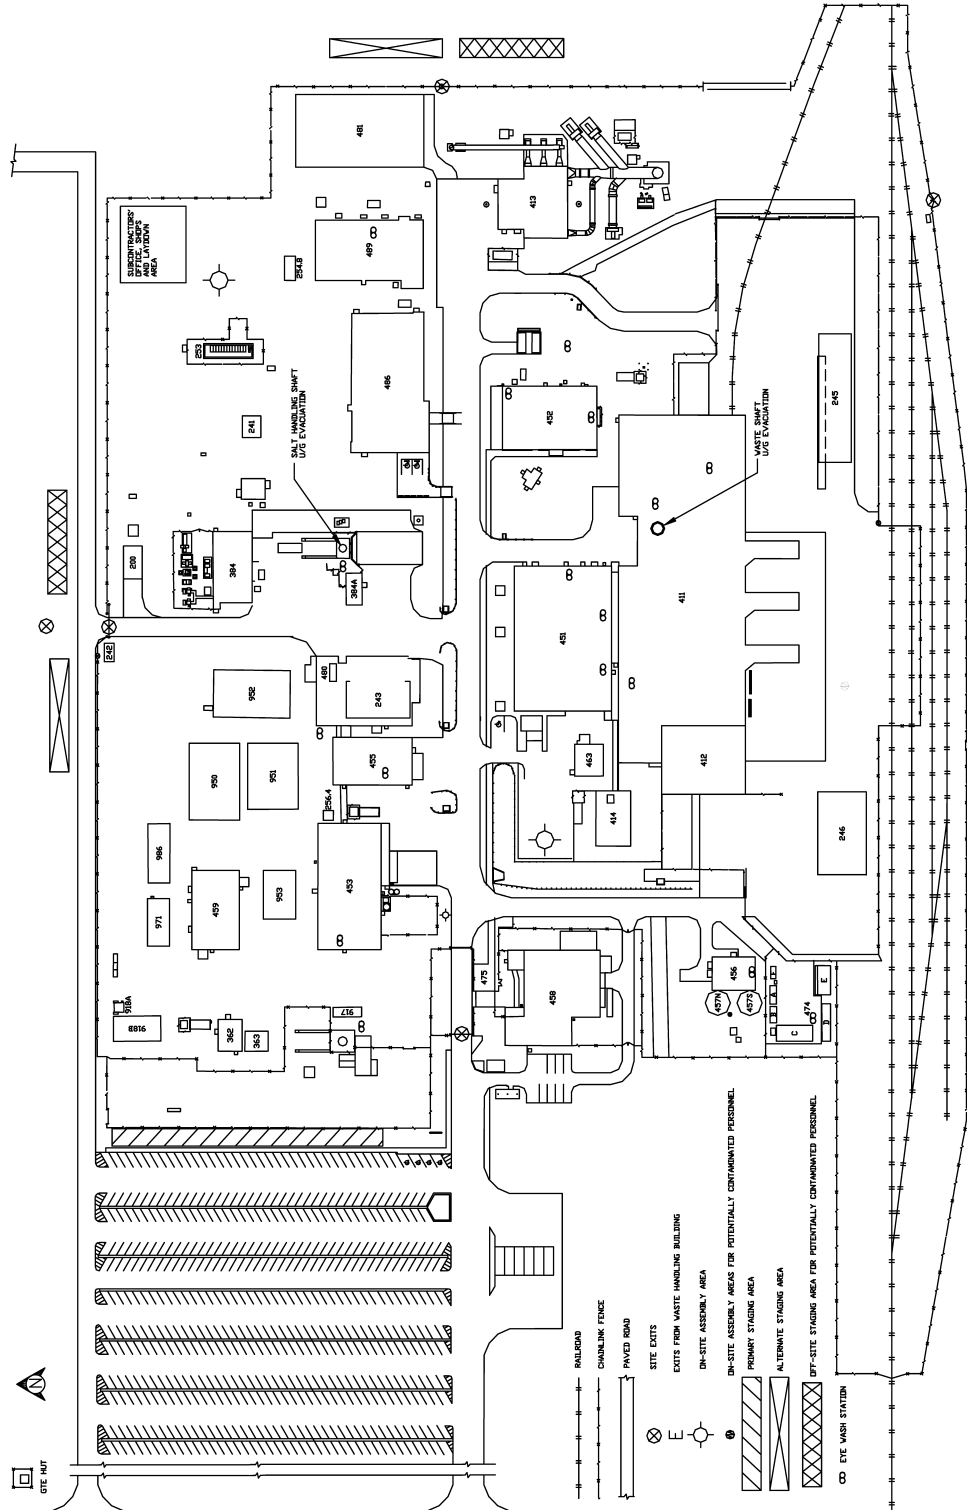 481
SUBCONTRACTORS'
OFFICE, SHOPS
AND LAYDOWN
AREA
254.8
489
413
253
486
241
SALT HANDLING SHAFT
U/G EVACUATION
452
245
WASTE SHAFT
U/G EVACUATION
200
384
384A
411
451
242
952
480
243
950
951
455
463
412
256.4
414
246
986
971
459
953
453
475
458
456
457N
457S
474
F
A
B
C
D
E
918A
918B
362
363
917
N
GTE HUT
RAILROAD
CHAINLINK FENCE
PAVED ROAD
SITE EXITS
E
EXITS FROM WASTE HANDLING BUILDING
ON-SITE ASSEMBLY AREA
ON-SITE ASSEMBLY AREAS FOR POTENTIALLY CONTAMINATED PERSONNEL
PRIMARY STAGING AREA
ALTERNATE STAGING AREA
OFF-SITE STAGING AREA FOR POTENTIALLY CONTAMINATED PERSONNEL
EYE WASH STATION